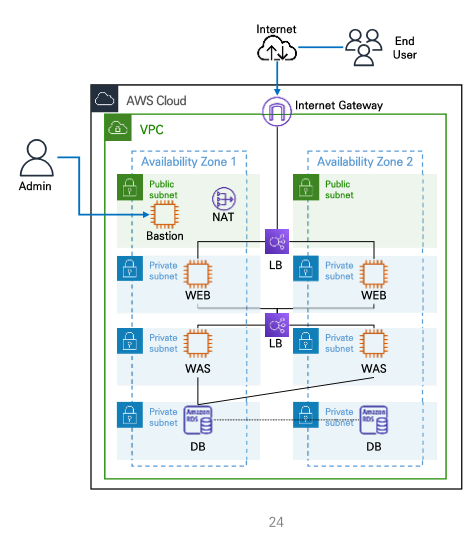 Internet
End
User
AWS Cloud
Internet Gateway
VPC
Admin
Availability Zone 1
Availability Zone 2
Public
subnet
NAT
Bastion
Public
subnet
LB
Private
subnet
WEB
Private
subnet
WEB
LB
Private
subnet
WAS
Private
subnet
WAS
Private
subnet
Amazon
RDS
DB
Private
subnet
Amazon
RDS
DB
24